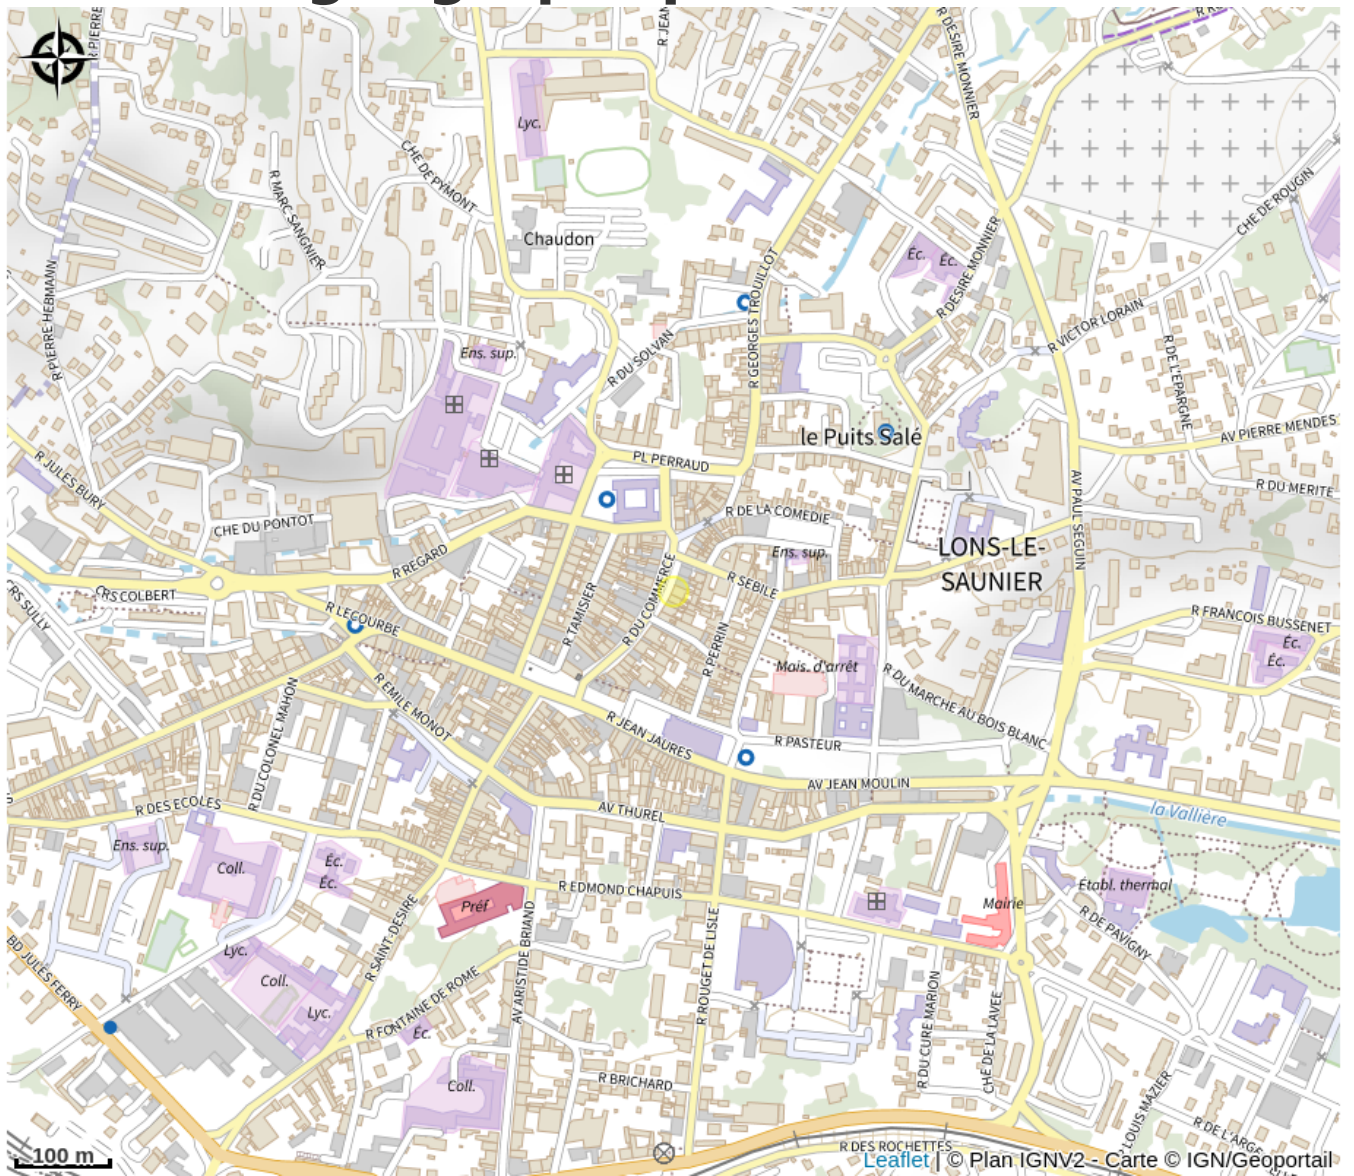 R PIERRE
R JEAN
R DESIRE MONNIER
Lyc.
CHE DE PYMONT
R MARC SANGNIER
CHE DE ROUGIN
Chaudon
Éc.
Éc.
R DESIRE MONNIER
R PIERRE HEBMANN
R GEORGES TROUILLOT
R VICTOR LORAIN
Ens. sup.
R DU SOLVAN
R DE L'EPARGNE
le Puits Salé
AV PIERRE MENDES
PL PERRAUD
R JULES BURY
R DU MERITE
AV PAUL SEGUIN
CHE DU PONTOT
R DE LA COMEDIE
R REGARD
Ens. sup.
LONS-LE-
SAUNIER
CRS COLBERT
CRS SULLY
R SEBILE
R LECOURBE
R TAMISIER
R DU COMMERCE
R FRANCOIS BUSSENET
Éc.
Éc.
R PERRIN
Mais. d'arrêt
R DU MARCHE AU BOIS BLANC
R EMILE MONOT
R DU COLONEL MAHON
R JEAN JAURES
R PASTEUR
AV JEAN MOULIN
R DES ECOLES
AV THUREL
la Vallière
Ens. sup.
Coll.
Éc.
Éc.
R EDMOND CHAPUIS
Préf
Mairie
Établ. thermal
R DE PAVIGNY
R SAINT-DESIRE
AV ARISTIDE BRIAND
R ROUGET DE LISLE
BD JULES FERRY
Lyc.
Coll.
Lyc.
R FONTAINE DE ROME
Éc.
R DU CURE MARION
CHE DE LA LAVEE
Coll.
R BRICHARD
LOUIS MAZIER
R DE L'ARGE
R DES ROCHETTES
100 m
Leaflet | © Plan IGNV2 - Carte © IGN/Géoportail